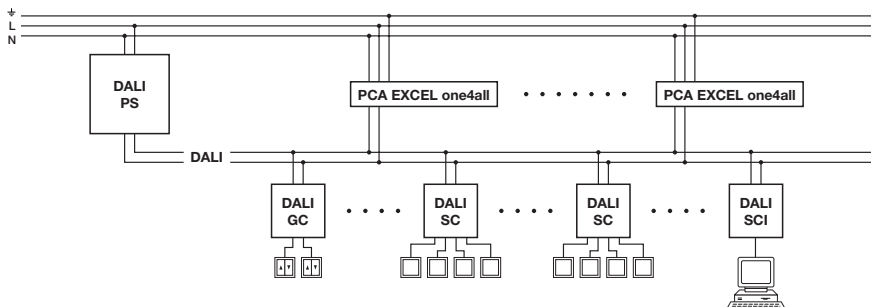 L
N
DALI
PS
PCA EXCEL one4all
PCA EXCEL one4all
DALI
DALI
GC
DALI
SC
DALI
SC
DALI
SCI